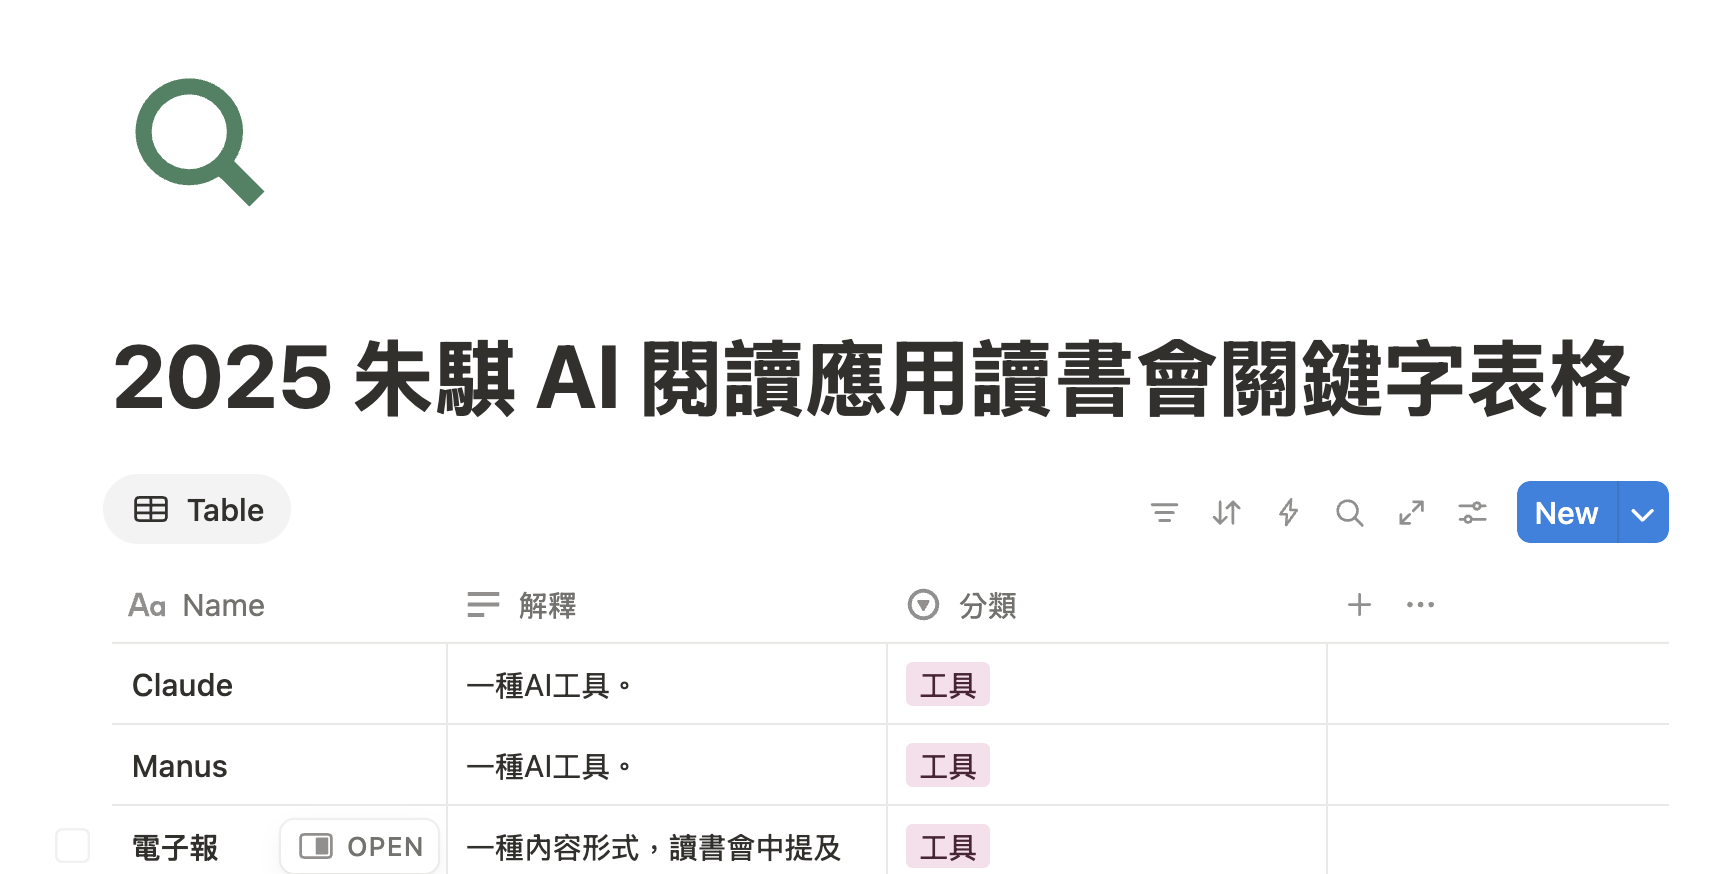 2025 朱騏 AI 閱讀應用讀書會關鍵字表格
Table
New
Aa Name
解釋
分類
Claude
一種AI工具。
工具
Manus
一種AI工具。
工具
電子報
OPEN
一種內容形式，讀書會中提及
工具